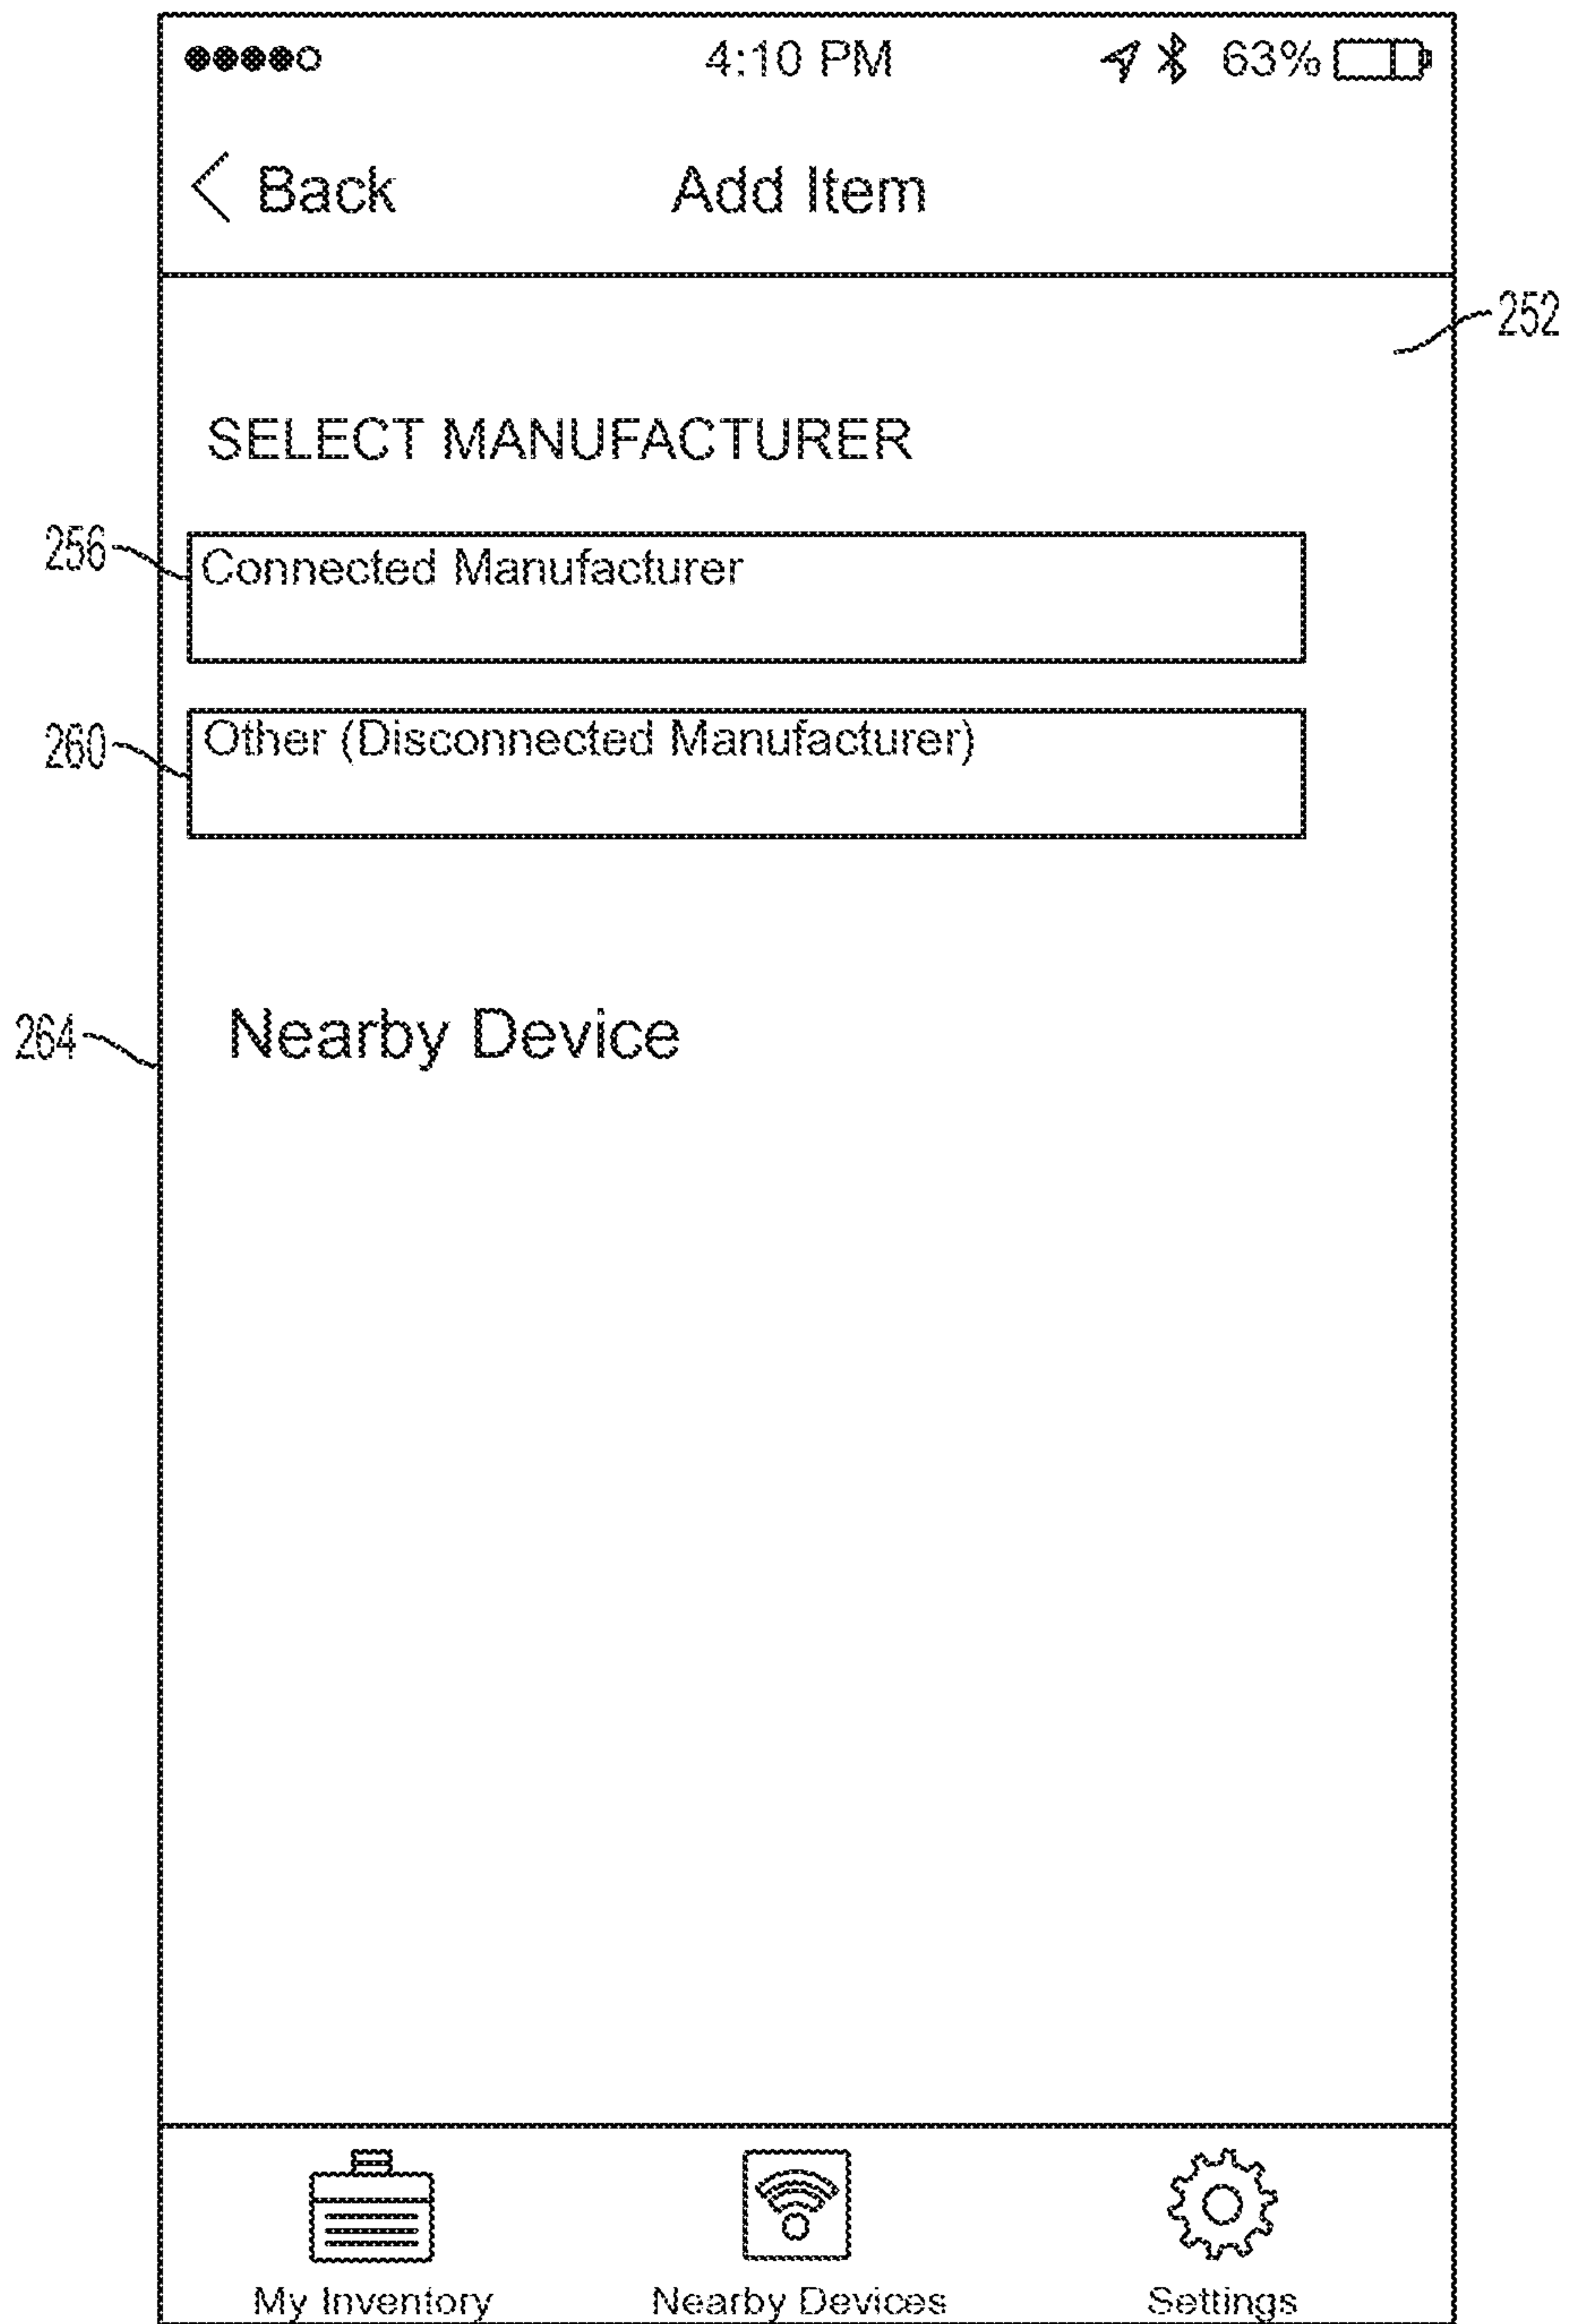 4:10 PM 63%
Back Add Item
252
SELECT MANUFACTURER
256 Connected Manufacturer
260 Other (Disconnected Manufacturer)
264 Nearby Device
My Inventory Nearby Devices Settings